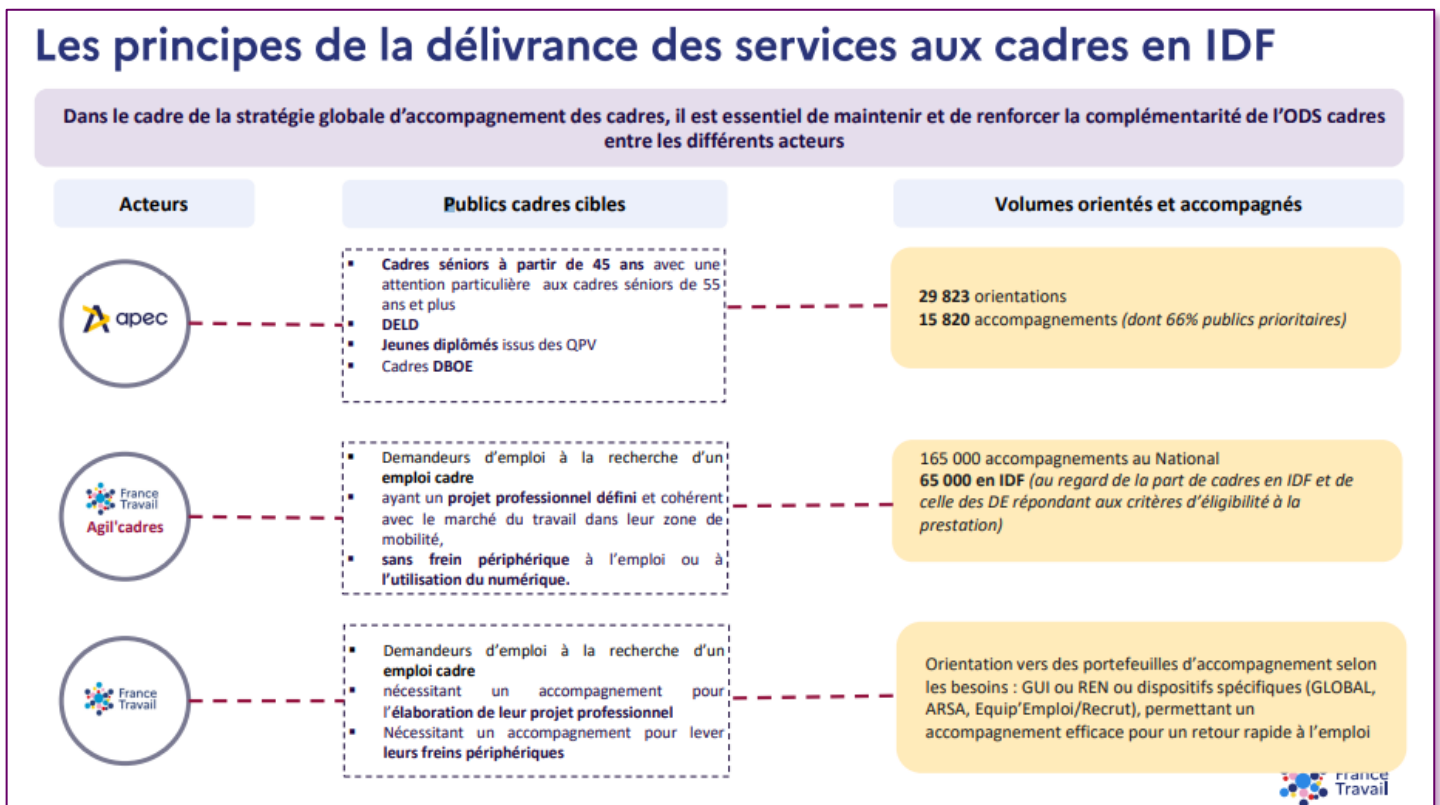 Les principes de la délivrance des services aux cadres en IDF
Dans le cadre de la stratégie globale d'accompagnement des cadres, il est essentiel de maintenir et de renforcer la complémentarité de l'ODS cadres
entre les différents acteurs
Acteurs
Publics cadres cibles
Volumes orientés et accompagnés
apec
▪ Cadres séniors à partir de 45 ans avec une
attention particulière aux cadres séniors de 55
ans et plus
▪ DELD
▪ Jeunes diplômés issus des QPV
▪ Cadres DBOE
29 823 orientations
15 820 accompagnements (dont 66% publics prioritaires)
France
Travail
Agil'cadres
▪ Demandeurs d'emploi à la recherche d'un
emploi cadre
▪ ayant un projet professionnel défini et cohérent
avec le marché du travail dans leur zone de
mobilité,
▪ sans frein périphérique à l'emploi ou à
l'utilisation du numérique.
165 000 accompagnements au National
65 000 en IDF (au regard de la part de cadres en IDF et de
celle des DE répondant aux critères d'éligibilité à la
prestation)
France
Travail
▪ Demandeurs d'emploi à la recherche d'un
emploi cadre
▪ nécessitant un accompagnement pour
l'élaboration de leur projet professionnel
▪ Nécessitant un accompagnement pour lever
leurs freins périphériques
Orientation vers des portefeuilles d'accompagnement selon
les besoins : GUI ou REN ou dispositifs spécifiques (GLOBAL,
ARSA, Equip'Emploi/Recrut), permettant un
accompagnement efficace pour un retour rapide à l'emploi
France
Travail